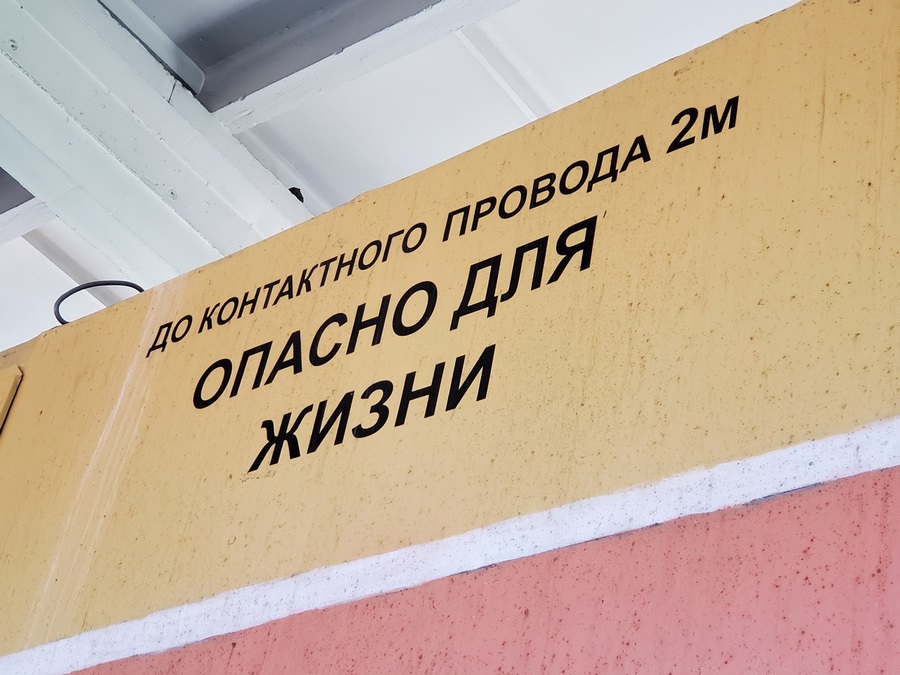 ДО КОНТАКТНОГО ПРОВОДА 2м
ОПАСНО ДЛЯ
ЖИЗНИ